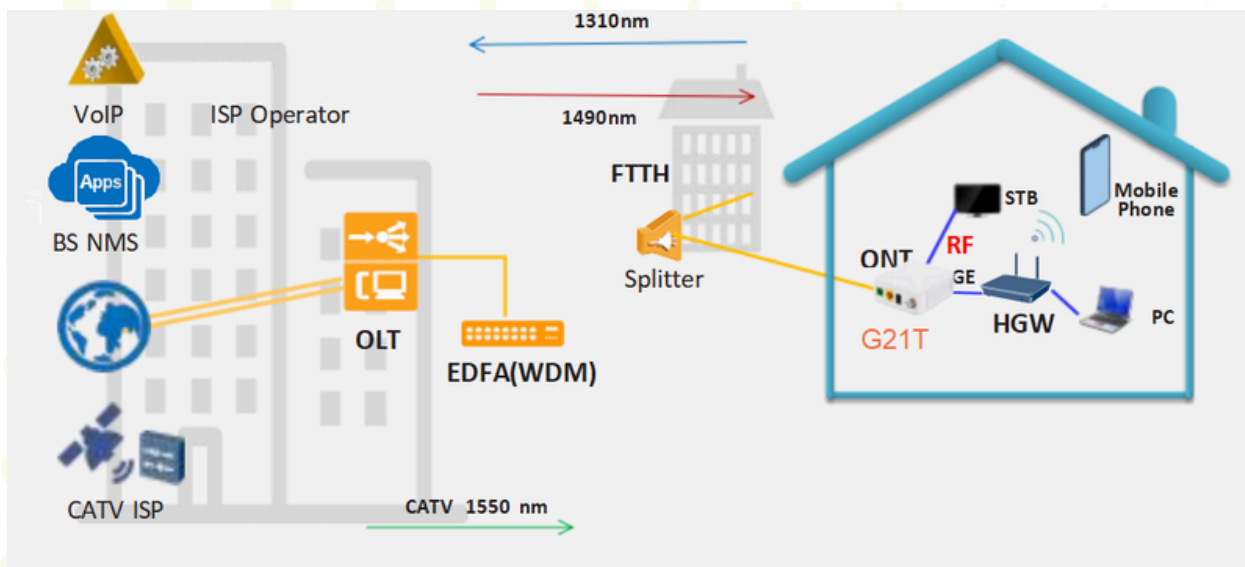 1310nm
1490nm
VoIP
ISP Operator
Apps
BS NMS
OLT
EDFA(WDM)
CATV ISP
CATV 1550 nm
FTTH
Splitter
STB
Mobile
Phone
RF
ONT
GE
HGW
PC
G21T